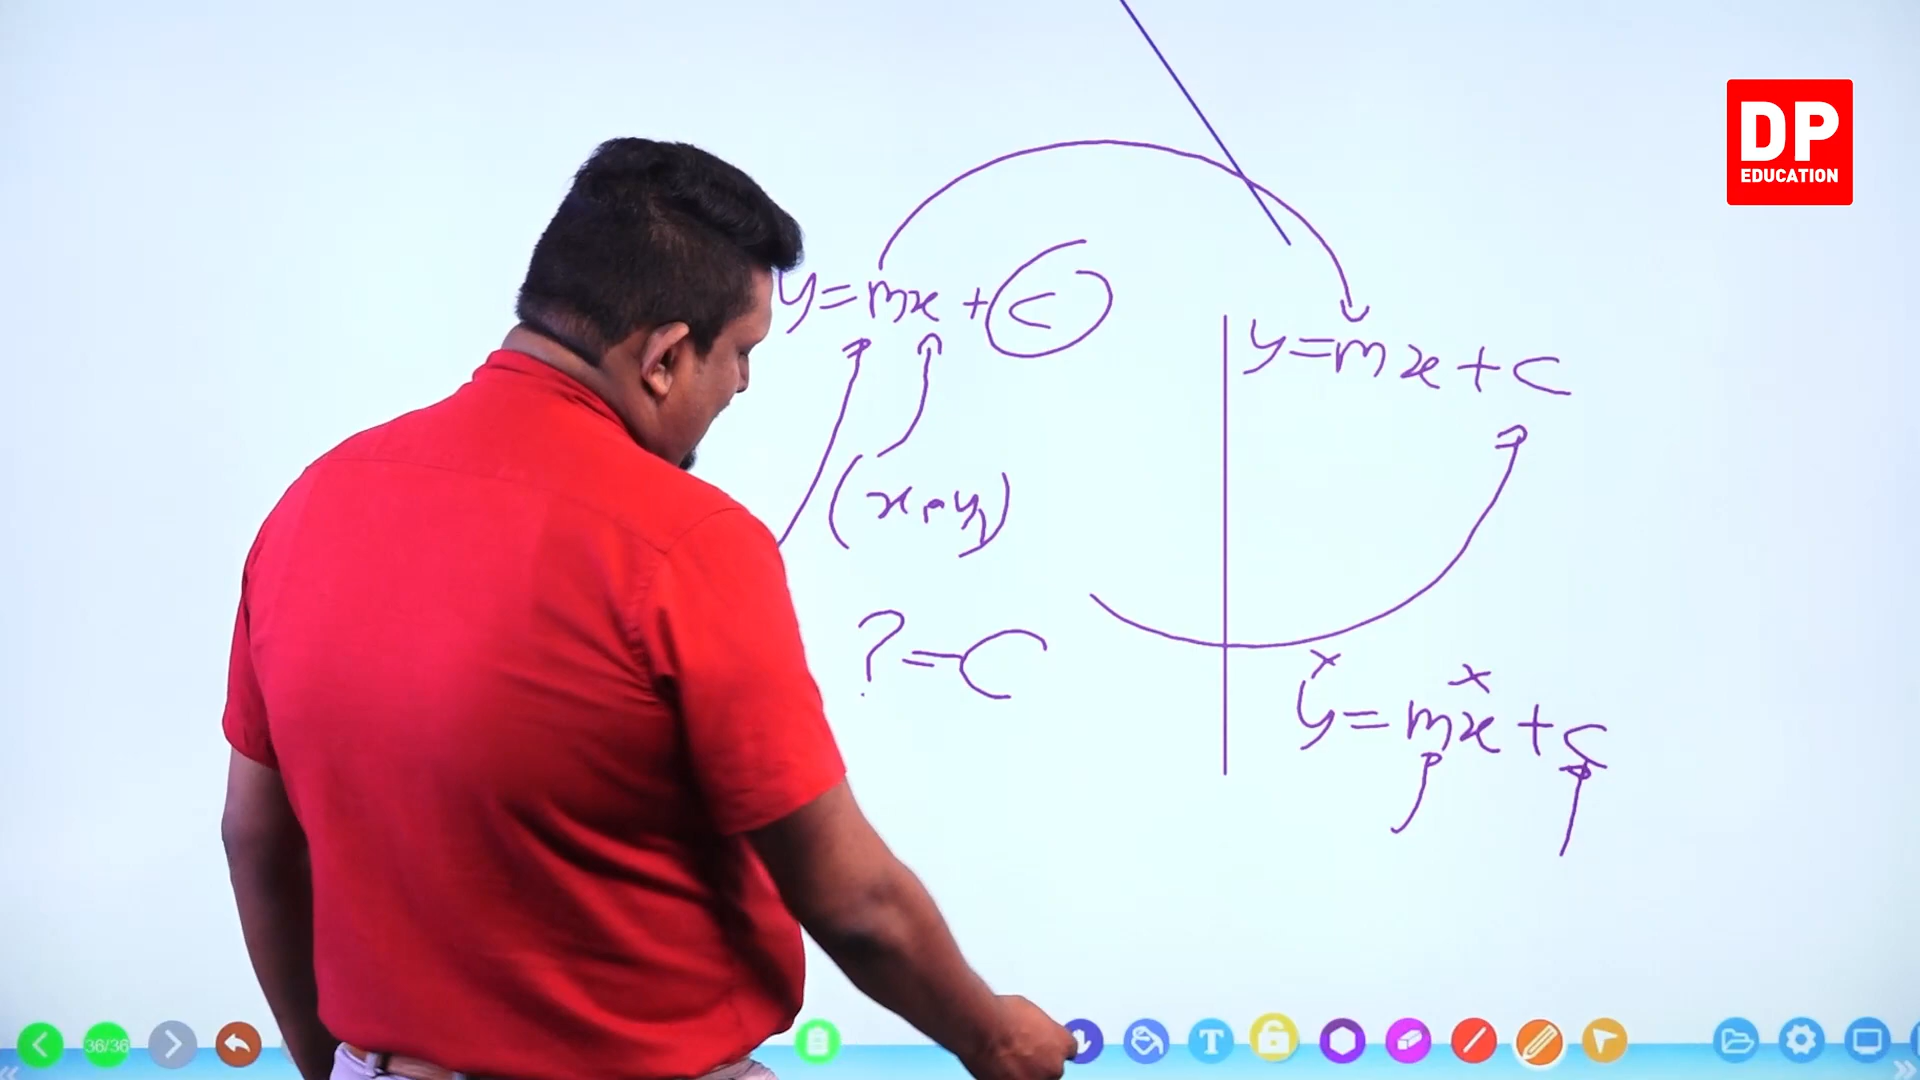 DP
EDUCATION
y = mx + c
(x, y)
? = C
y = mx + c
y = mx + c
36/36
T